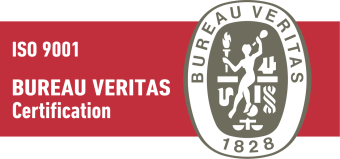 ISO 9001
BUREAU VERITAS
Certification
BUREAU VERITAS
1828